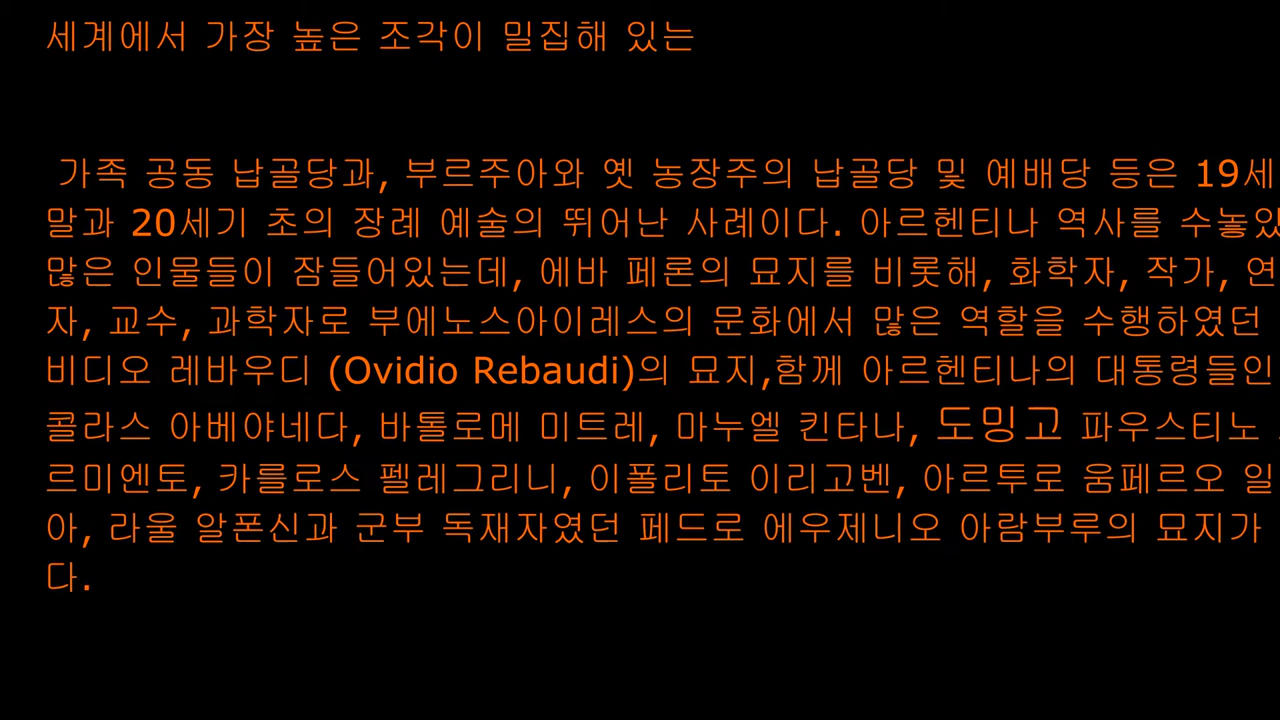 세계에서 가장 높은 조각이 밀집해 있는
가족 공동 납골당과, 부르주아와 옛 농장주의 납골당 및 예배당 등은 19세
말과 20세기 초의 장례 예술의 뛰어난 사례이다. 아르헨티나 역사를 수놓았
많은 인물들이 잠들어있는데, 에바 페론의 묘지를 비롯해, 화학자, 작가, 연
자, 교수, 과학자로 부에노스아이레스의 문화에서 많은 역할을 수행하였던
비디오 레바우디 (Ovidio Rebaudi)의 묘지,함께 아르헨티나의 대통령들인
콜라스 아베야네다, 바톨로메 미트레, 마누엘 킨타나, 도밍고 파우스티노
르미엔토, 카를로스 펠레그리니, 이폴리토 이리고벤, 아르투로 움페르오 일
아, 라울 알폰신과 군부 독재자였던 페드로 에우제니오 아람부루의 묘지가
다.